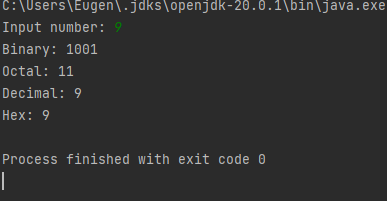 C:\Users\Eugen\.jdks\openjdk-20.0.1\bin\java.exe
Input number: 9
Binary: 1001
Octal: 11
Decimal: 9
Hex: 9
Process finished with exit code 0